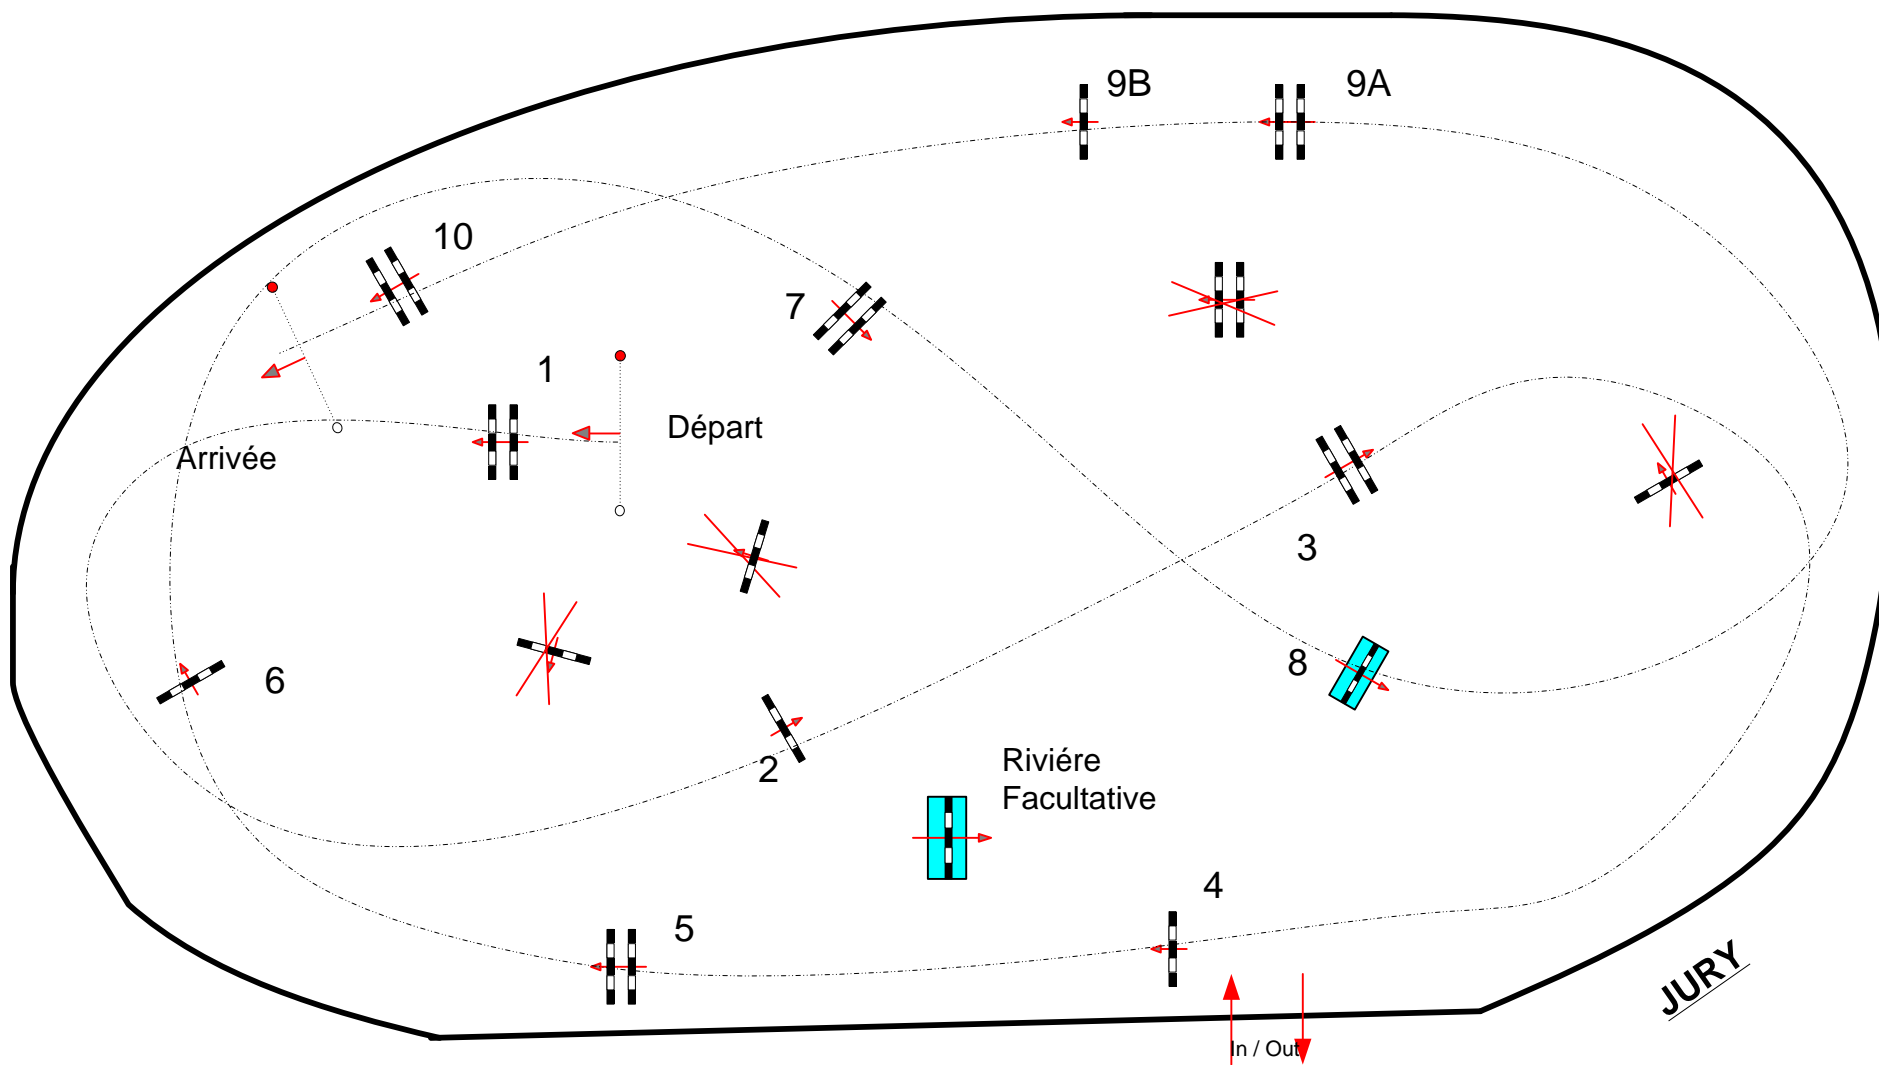 9B
9A
10
7
1
Départ
Arrivée
3
6
8
2
Riviére
Facultative
4
5
JURY
In / Out